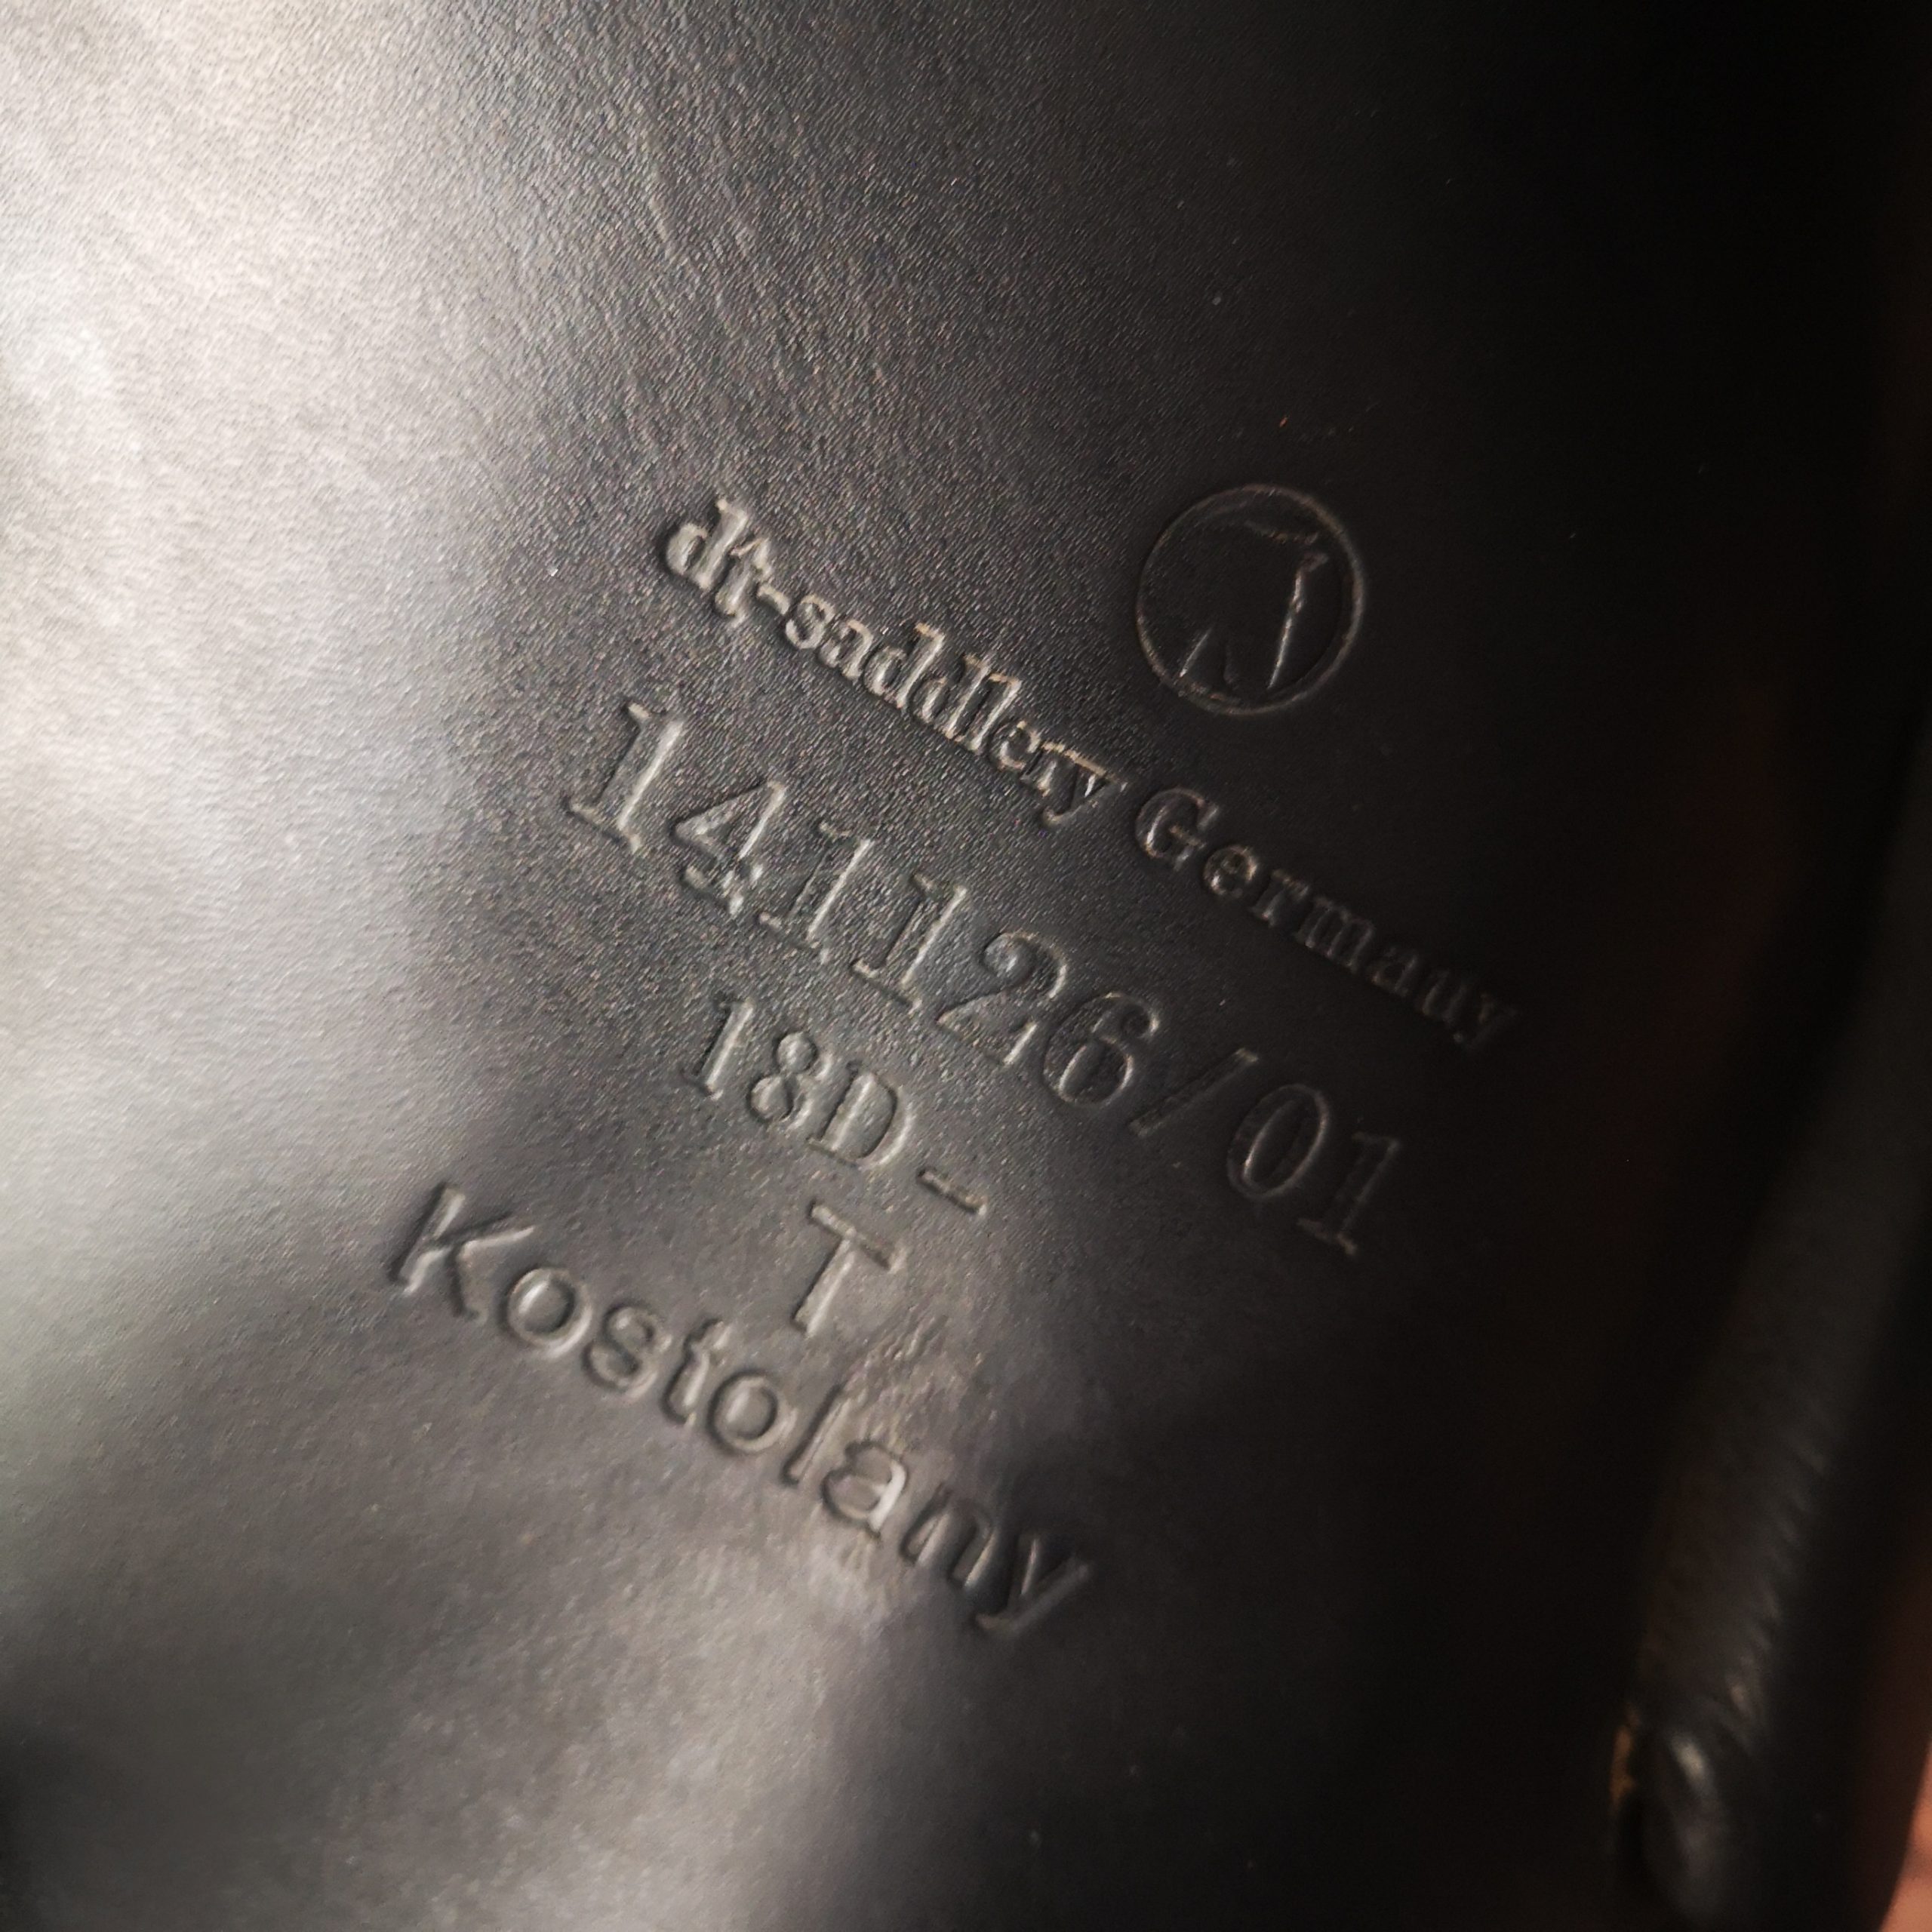 dt-saddlery Germany
141126/01
18D-
T
Kostolany